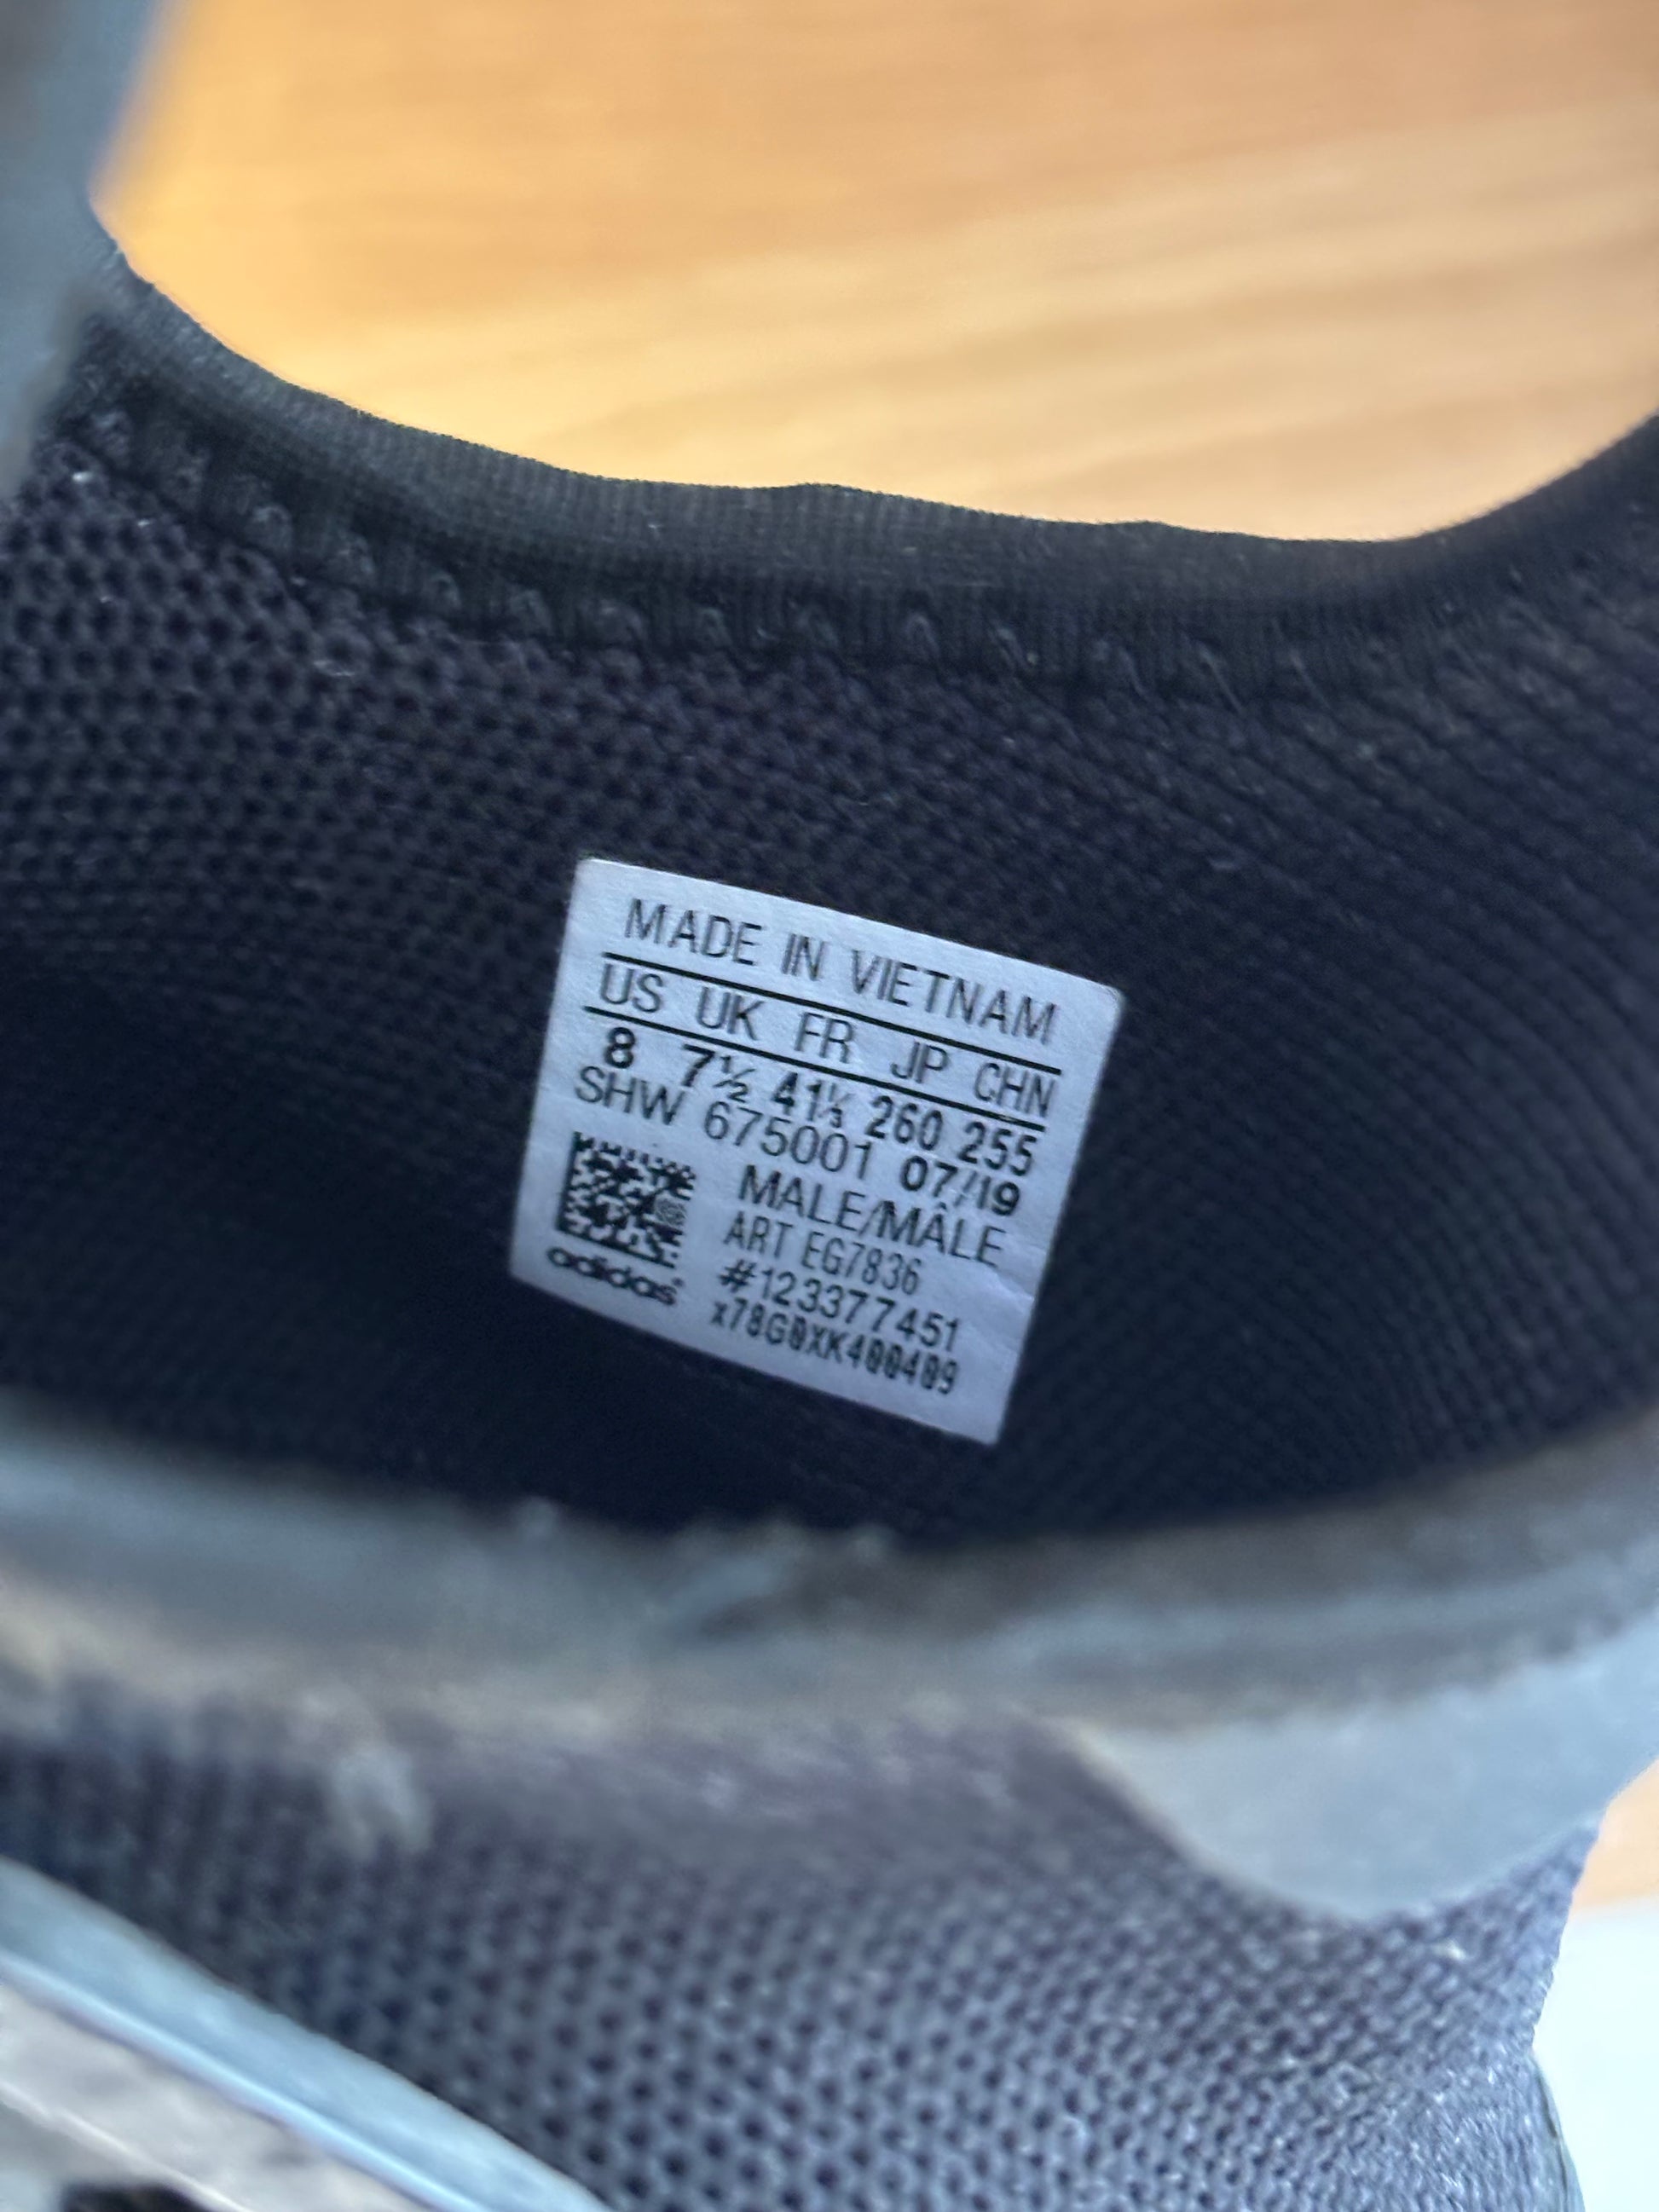 MADE IN VIETNAM
US UK FR JP CHN
8 7½ 41⅓ 260 255
SHW 675001 07/19
MALE/MÂLE
ART EG7836
#123377451
x78G0XK400409
adidas